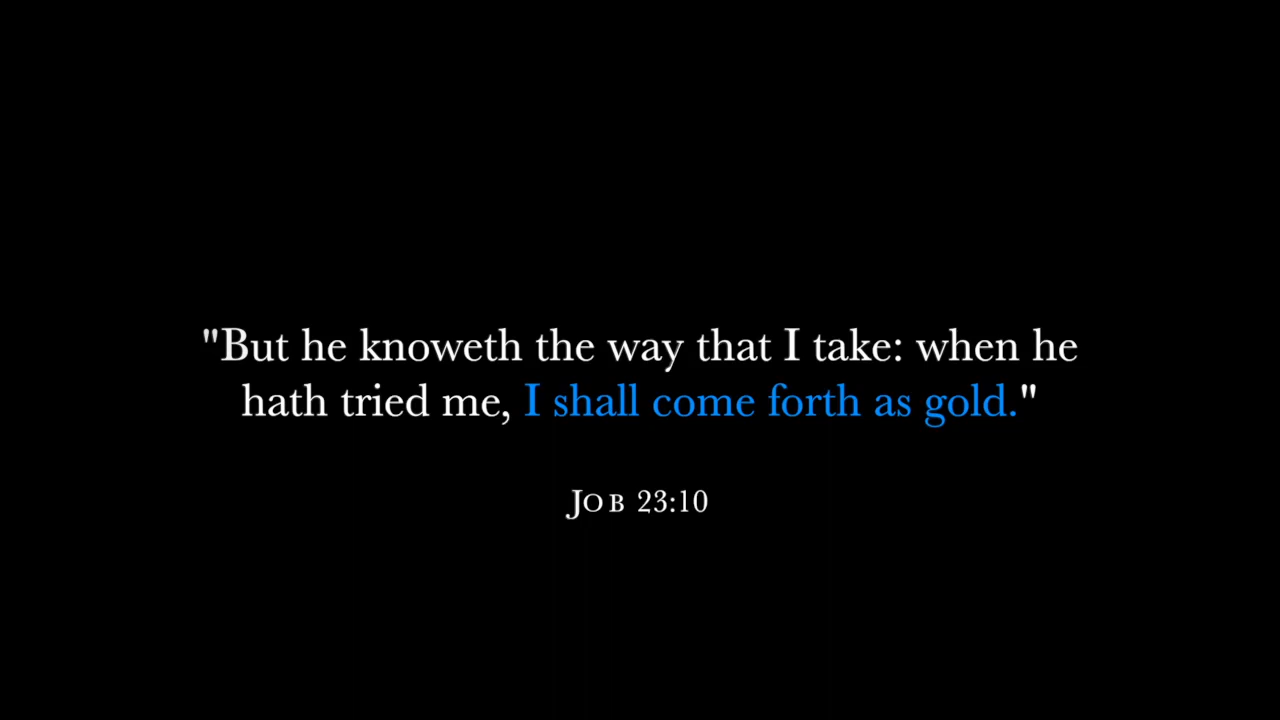 "But he knoweth the way that I take: when he
hath tried me, I shall come forth as gold."
Job 23:10